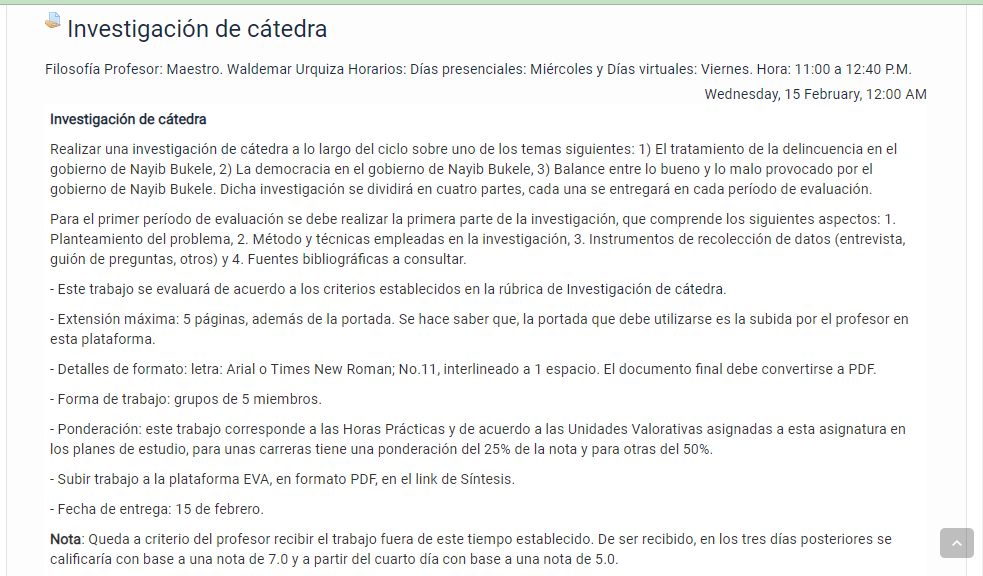 Investigación de cátedra
Filosofía Profesor: Maestro. Waldemar Urquiza Horarios: Días presenciales: Miércoles y Días virtuales: Viernes. Hora: 11:00 a 12:40 P.M.
Wednesday, 15 February, 12:00 AM
Investigación de cátedra
Realizar una investigación de cátedra a lo largo del ciclo sobre uno de los temas siguientes: 1) El tratamiento de la delincuencia en el
gobierno de Nayib Bukele, 2) La democracia en el gobierno de Nayib Bukele, 3) Balance entre lo bueno y lo malo provocado por el
gobierno de Nayib Bukele. Dicha investigación se dividirá en cuatro partes, cada una se entregará en cada período de evaluación.
Para el primer período de evaluación se debe realizar la primera parte de la investigación, que comprende los siguientes aspectos: 1.
Planteamiento del problema, 2. Método y técnicas empleadas en la investigación, 3. Instrumentos de recolección de datos (entrevista,
guión de preguntas, otros) y 4. Fuentes bibliográficas a consultar.
- Este trabajo se evaluará de acuerdo a los criterios establecidos en la rúbrica de Investigación de cátedra.
- Extensión máxima: 5 páginas, además de la portada. Se hace saber que, la portada que debe utilizarse es la subida por el profesor en
esta plataforma.
- Detalles de formato: letra: Arial o Times New Roman; No.11, interlineado a 1 espacio. El documento final debe convertirse a PDF.
- Forma de trabajo: grupos de 5 miembros.
- Ponderación: este trabajo corresponde a las Horas Prácticas y de acuerdo a las Unidades Valorativas asignadas a esta asignatura en
los planes de estudio, para unas carreras tiene una ponderación del 25% de la nota y para otras del 50%.
- Subir trabajo a la plataforma EVA, en formato PDF, en el link de Síntesis.
- Fecha de entrega: 15 de febrero.
Nota: Queda a criterio del profesor recibir el trabajo fuera de este tiempo establecido. De ser recibido, en los tres días posteriores se
calificaría con base a una nota de 7.0 y a partir del cuarto día con base a una nota de 5.0.